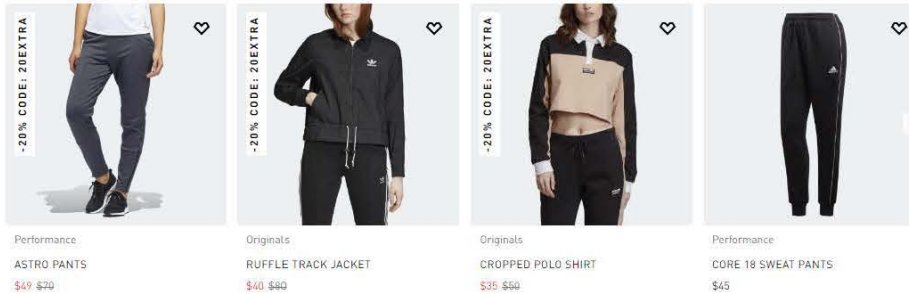 -20% CODE: 20EXTRA
-20% CODE: 20EXTRA
-20% CODE: 20EXTRA
Performance
ASTRO PANTS
$49 $70
Originals
RUFFLE TRACK JACKET
$40 $80
Originals
CROPPED POLO SHIRT
$35 $50
Performance
CORE 18 SWEAT PANTS
$45